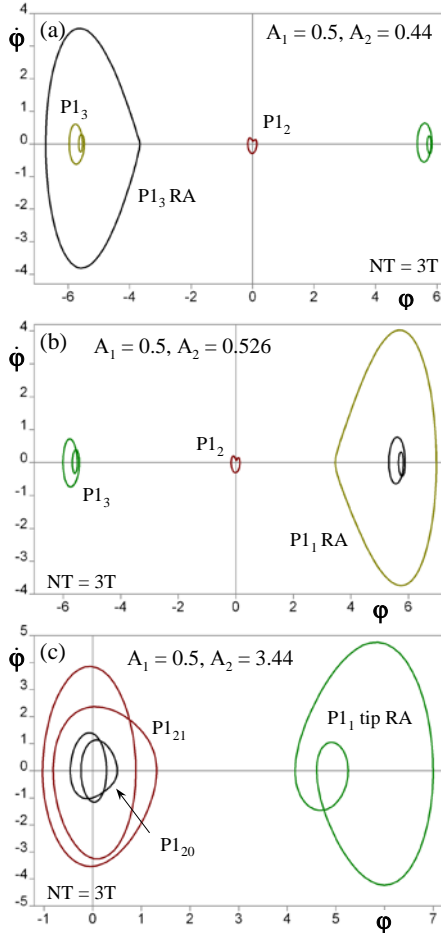 (a)
A₁ = 0.5, A₂ = 0.44
φ̇
4
3
2
1
0
-1
-2
-3
-4
P1₃
P1₂
P1₃ RA
NT = 3T
-6 -4 -2 0 2 4 6
φ
(b)
A₁ = 0.5, A₂ = 0.526
φ̇
4
3
2
1
0
-1
-2
-3
-4
P1₂
P1₃
P1₁ RA
NT = 3T
-6 -4 -2 0 2 4 6
φ
(c)
A₁ = 0.5, A₂ = 3.44
φ̇
5
4
3
2
1
0
-1
-2
-3
-4
-5
P1₂₁
P1₁ tip RA
P1₂₀
NT = 3T
-1 0 1 2 3 4 5 6 7
φ